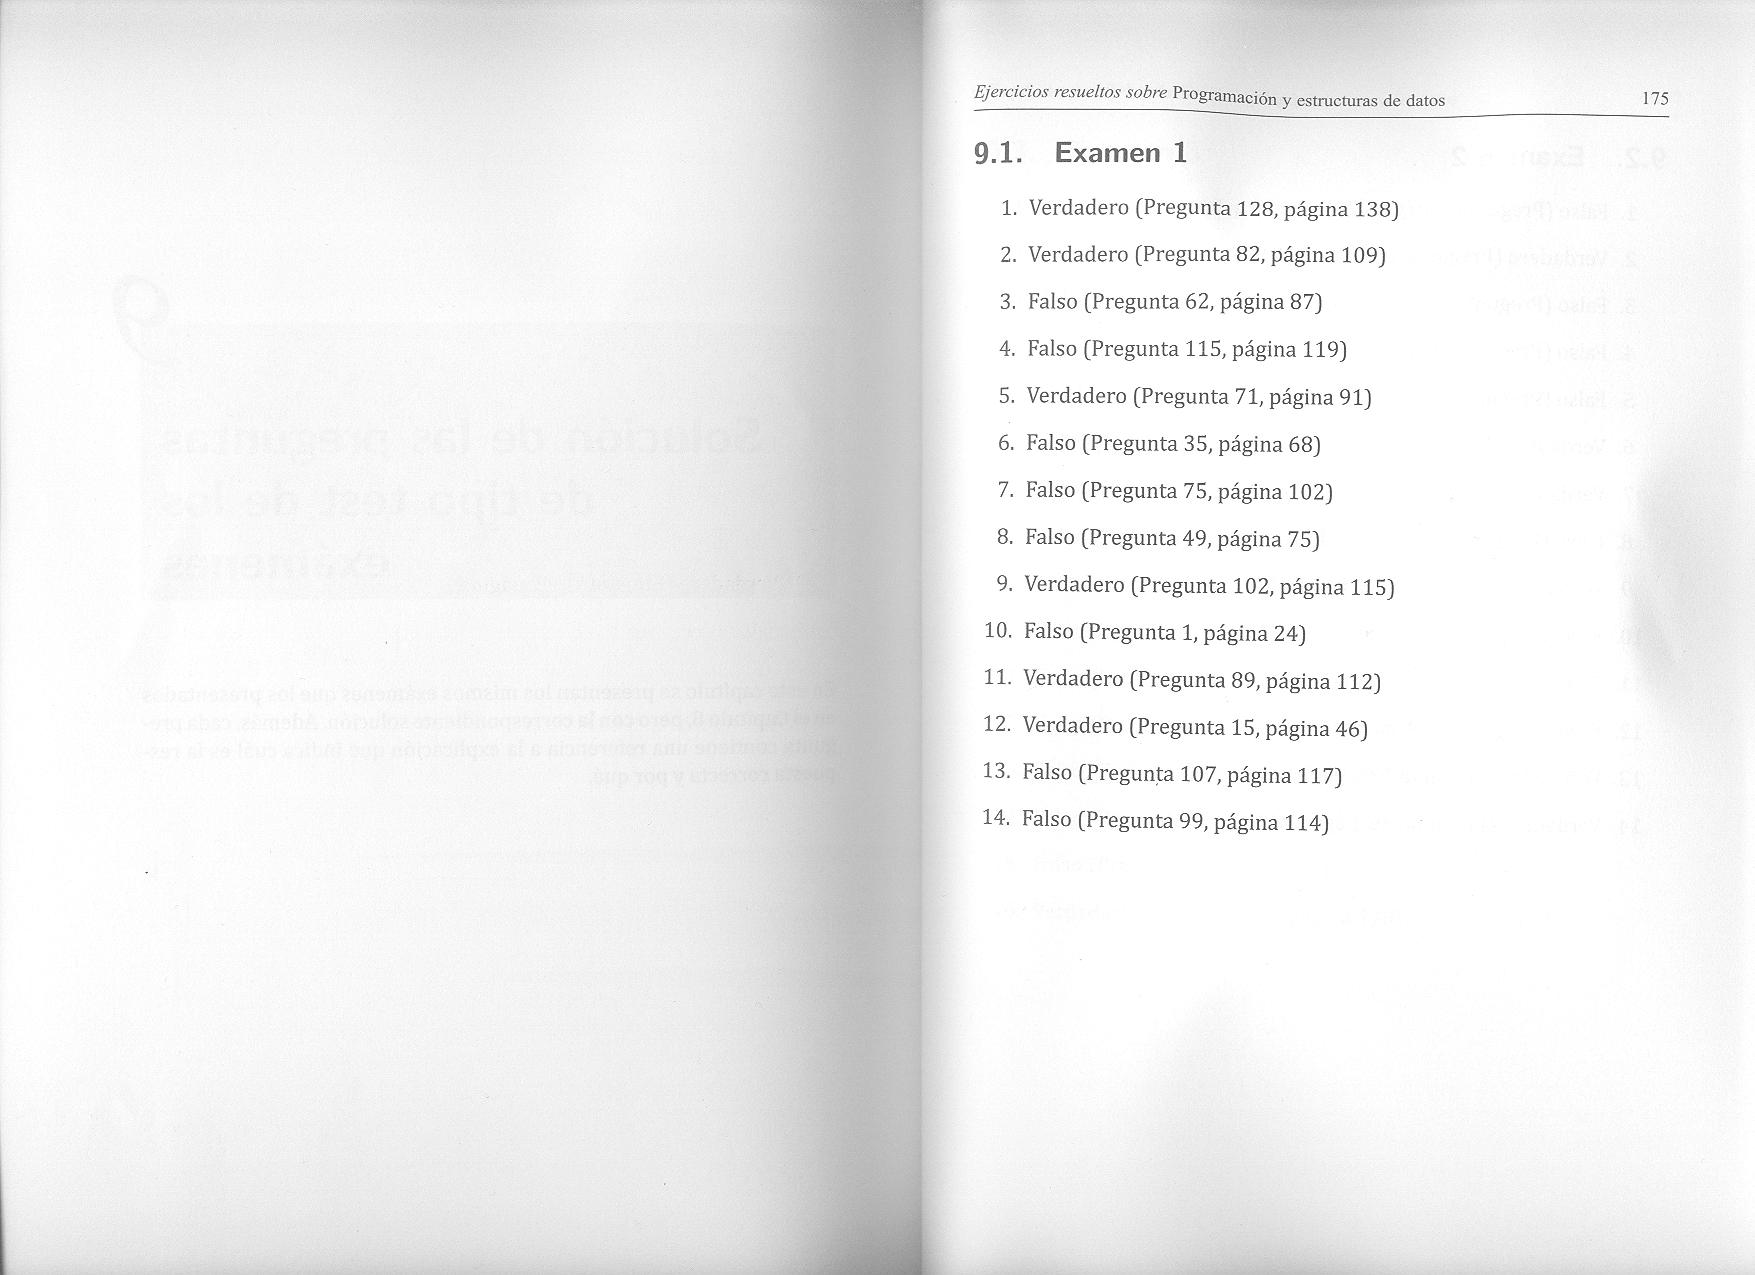 Ejercicios resueltos sobre Programación y estructuras de datos 175
9.1. Examen 1
1. Verdadero (Pregunta 128, página 138)
2. Verdadero (Pregunta 82, página 109)
3. Falso (Pregunta 62, página 87)
4. Falso (Pregunta 115, página 119)
5. Verdadero (Pregunta 71, página 91)
6. Falso (Pregunta 35, página 68)
7. Falso (Pregunta 75, página 102)
8. Falso (Pregunta 49, página 75)
9. Verdadero (Pregunta 102, página 115)
10. Falso (Pregunta 1, página 24)
11. Verdadero (Pregunta 89, página 112)
12. Verdadero (Pregunta 15, página 46)
13. Falso (Pregunta 107, página 117)
14. Falso (Pregunta 99, página 114)